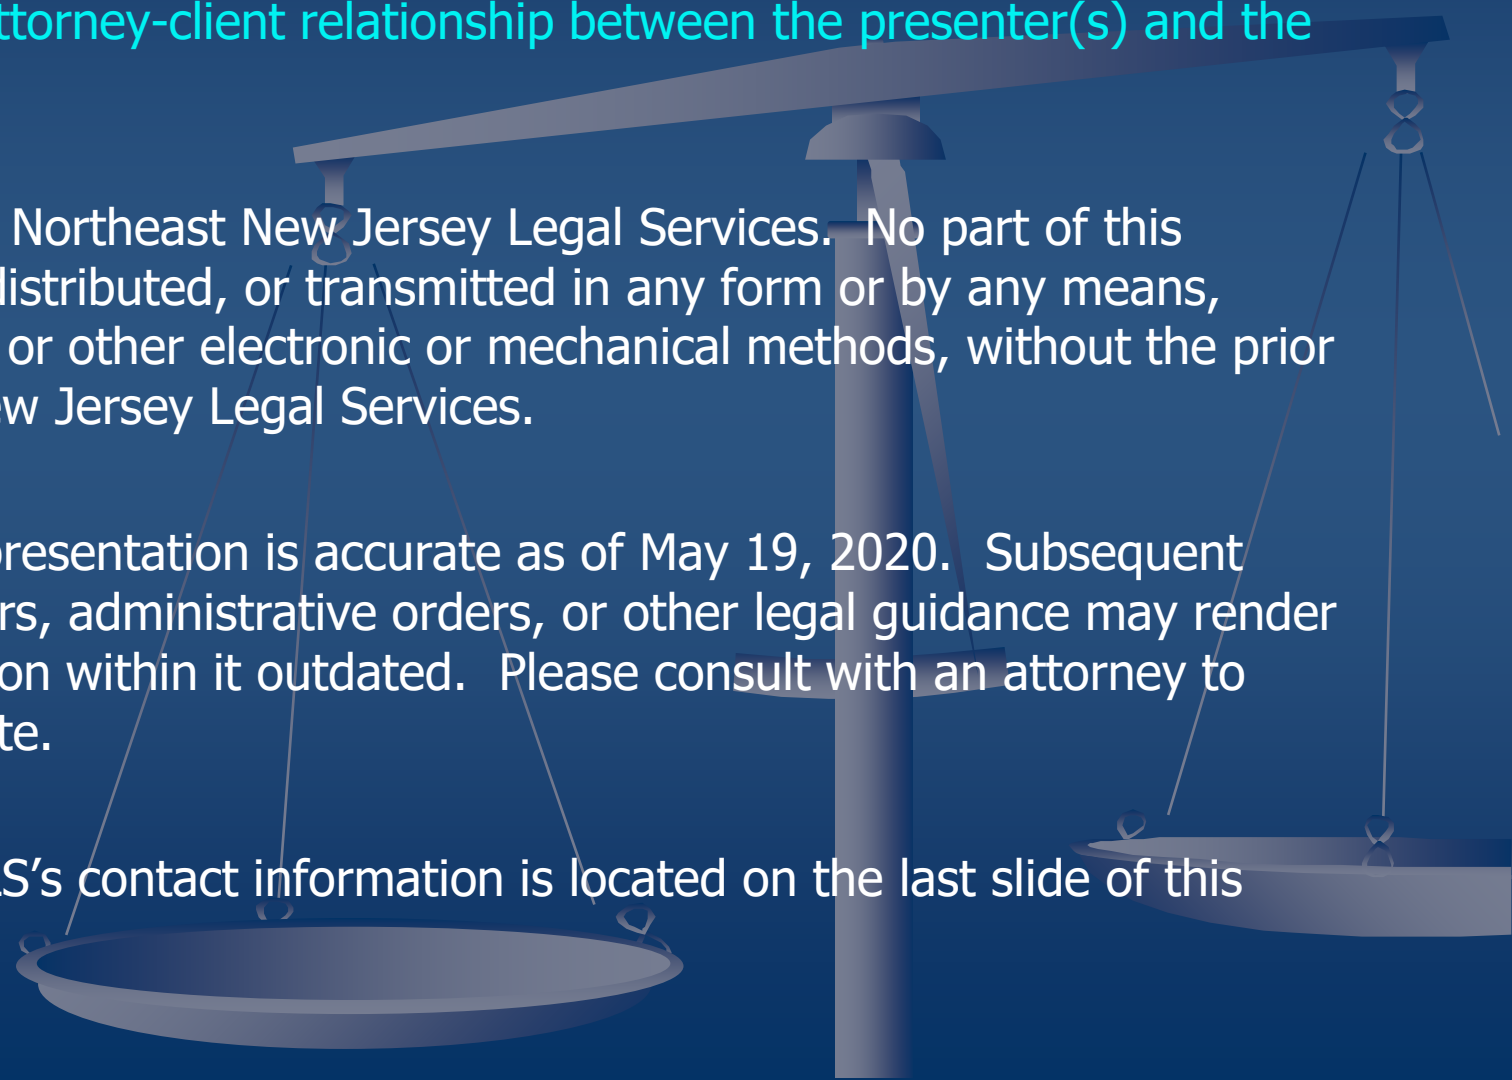 ttorney-client relationship between the presenter(s) and the
Northeast New Jersey Legal Services. No part of this
distributed, or transmitted in any form or by any means,
or other electronic or mechanical methods, without the prior
ew Jersey Legal Services.
presentation is accurate as of May 19, 2020. Subsequent
rs, administrative orders, or other legal guidance may render
on within it outdated. Please consult with an attorney to
te.
LS’s contact information is located on the last slide of this